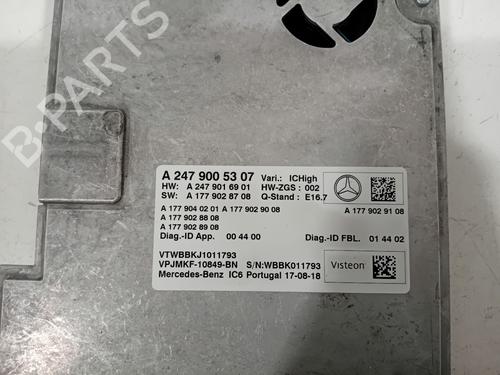 B-PARTS
A 247 900 53 07 Vari.: ICHigh
HW: A 247 901 69 01 HW-ZGS : 002
SW: A 177 902 87 08 Q-Stand : E16.7
A 177 904 02 01 A 177 902 90 08 A 177 902 91 08
A 177 902 88 08
A 177 902 89 08
Diag.-ID App. 00 44 00 Diag.-ID FBL. 01 44 02
VTWBBKJ1011793
VPJMKF-10849-BN S/N:WBBK011793 Visteon
Mercedes-Benz IC6 Portugal 17-08-18